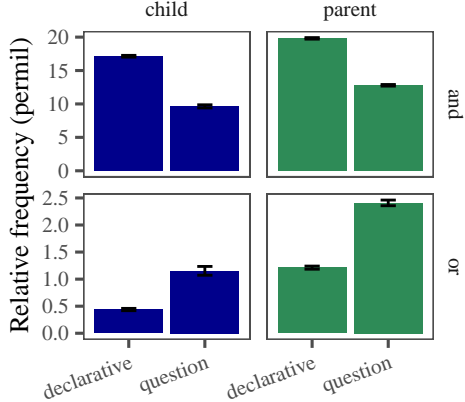 child parent
Relative frequency (permil)
20
15
10
5
0
and
2.5
2.0
1.5
1.0
0.5
0.0
or
declarative question declarative question